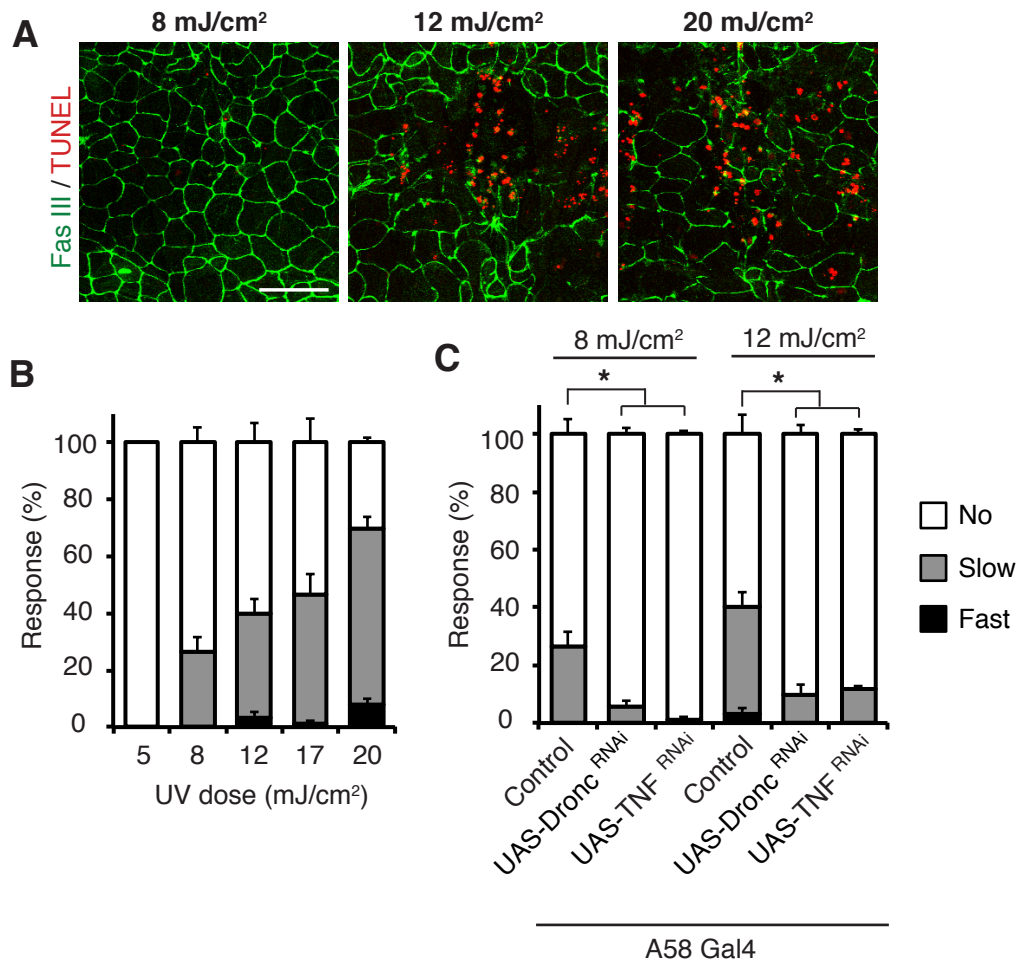 A
8 mJ/cm²
12 mJ/cm²
20 mJ/cm²
Fas III / TUNEL
B
Response (%)
100
80
60
40
20
0
5 8 12 17 20
UV dose (mJ/cm²)
C
8 mJ/cm²
12 mJ/cm²
*
*
Response (%)
100
80
60
40
20
0
Control
UAS-Dronc RNAi
UAS-TNF RNAi
Control
UAS-Dronc RNAi
UAS-TNF RNAi
A58 Gal4
No
Slow
Fast